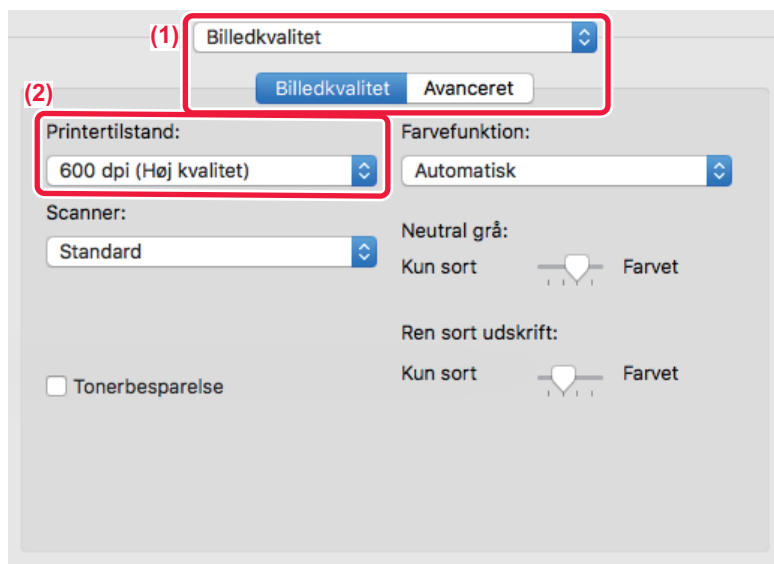 (1)
Billedkvalitet
Billedkvalitet Avanceret
(2)
Printertilstand:
600 dpi (Høj kvalitet)
Scanner:
Standard
Tonerbesparelse
Farvefunktion:
Automatisk
Neutral grå:
Kun sort Farvet
Ren sort udskrift:
Kun sort Farvet